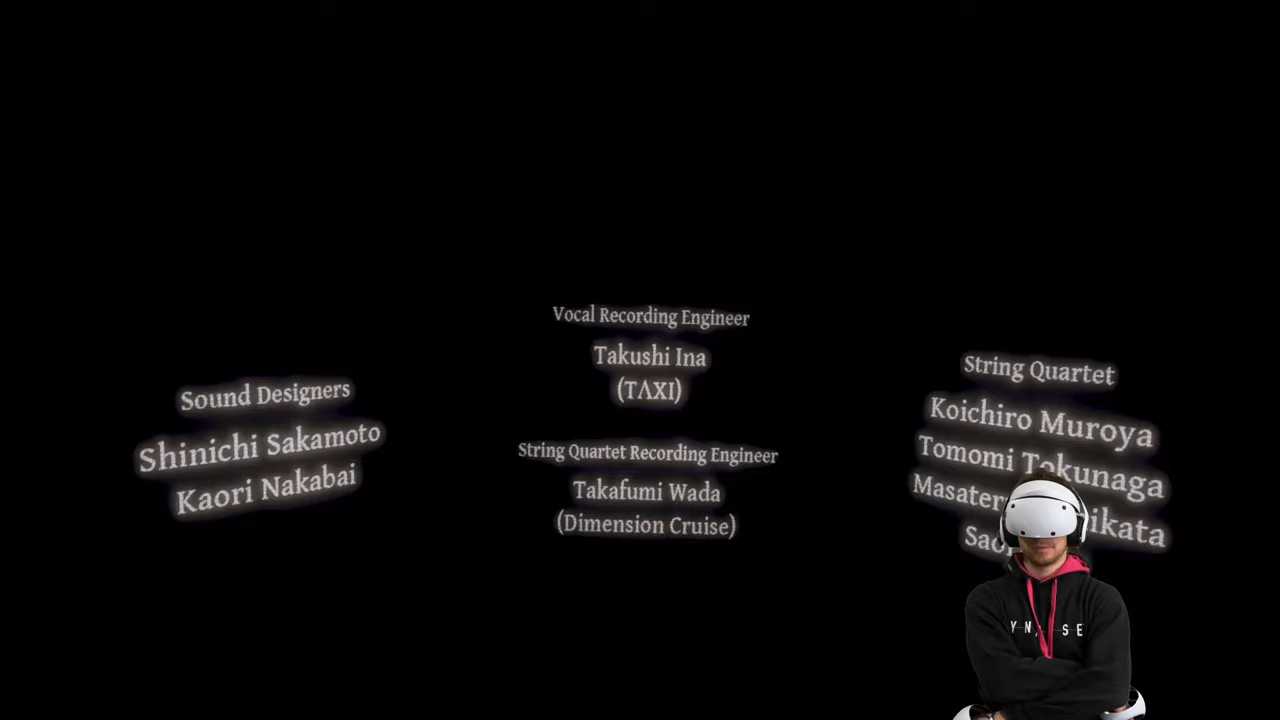 Sound Designers
Shinichi Sakamoto
Kaori Nakabai
Vocal Recording Engineer
Takushi Ina
(TΛXI)
String Quartet Recording Engineer
Takafumi Wada
(Dimension Cruise)
String Quartet
Koichiro Muroya
Tomomi Tokunaga